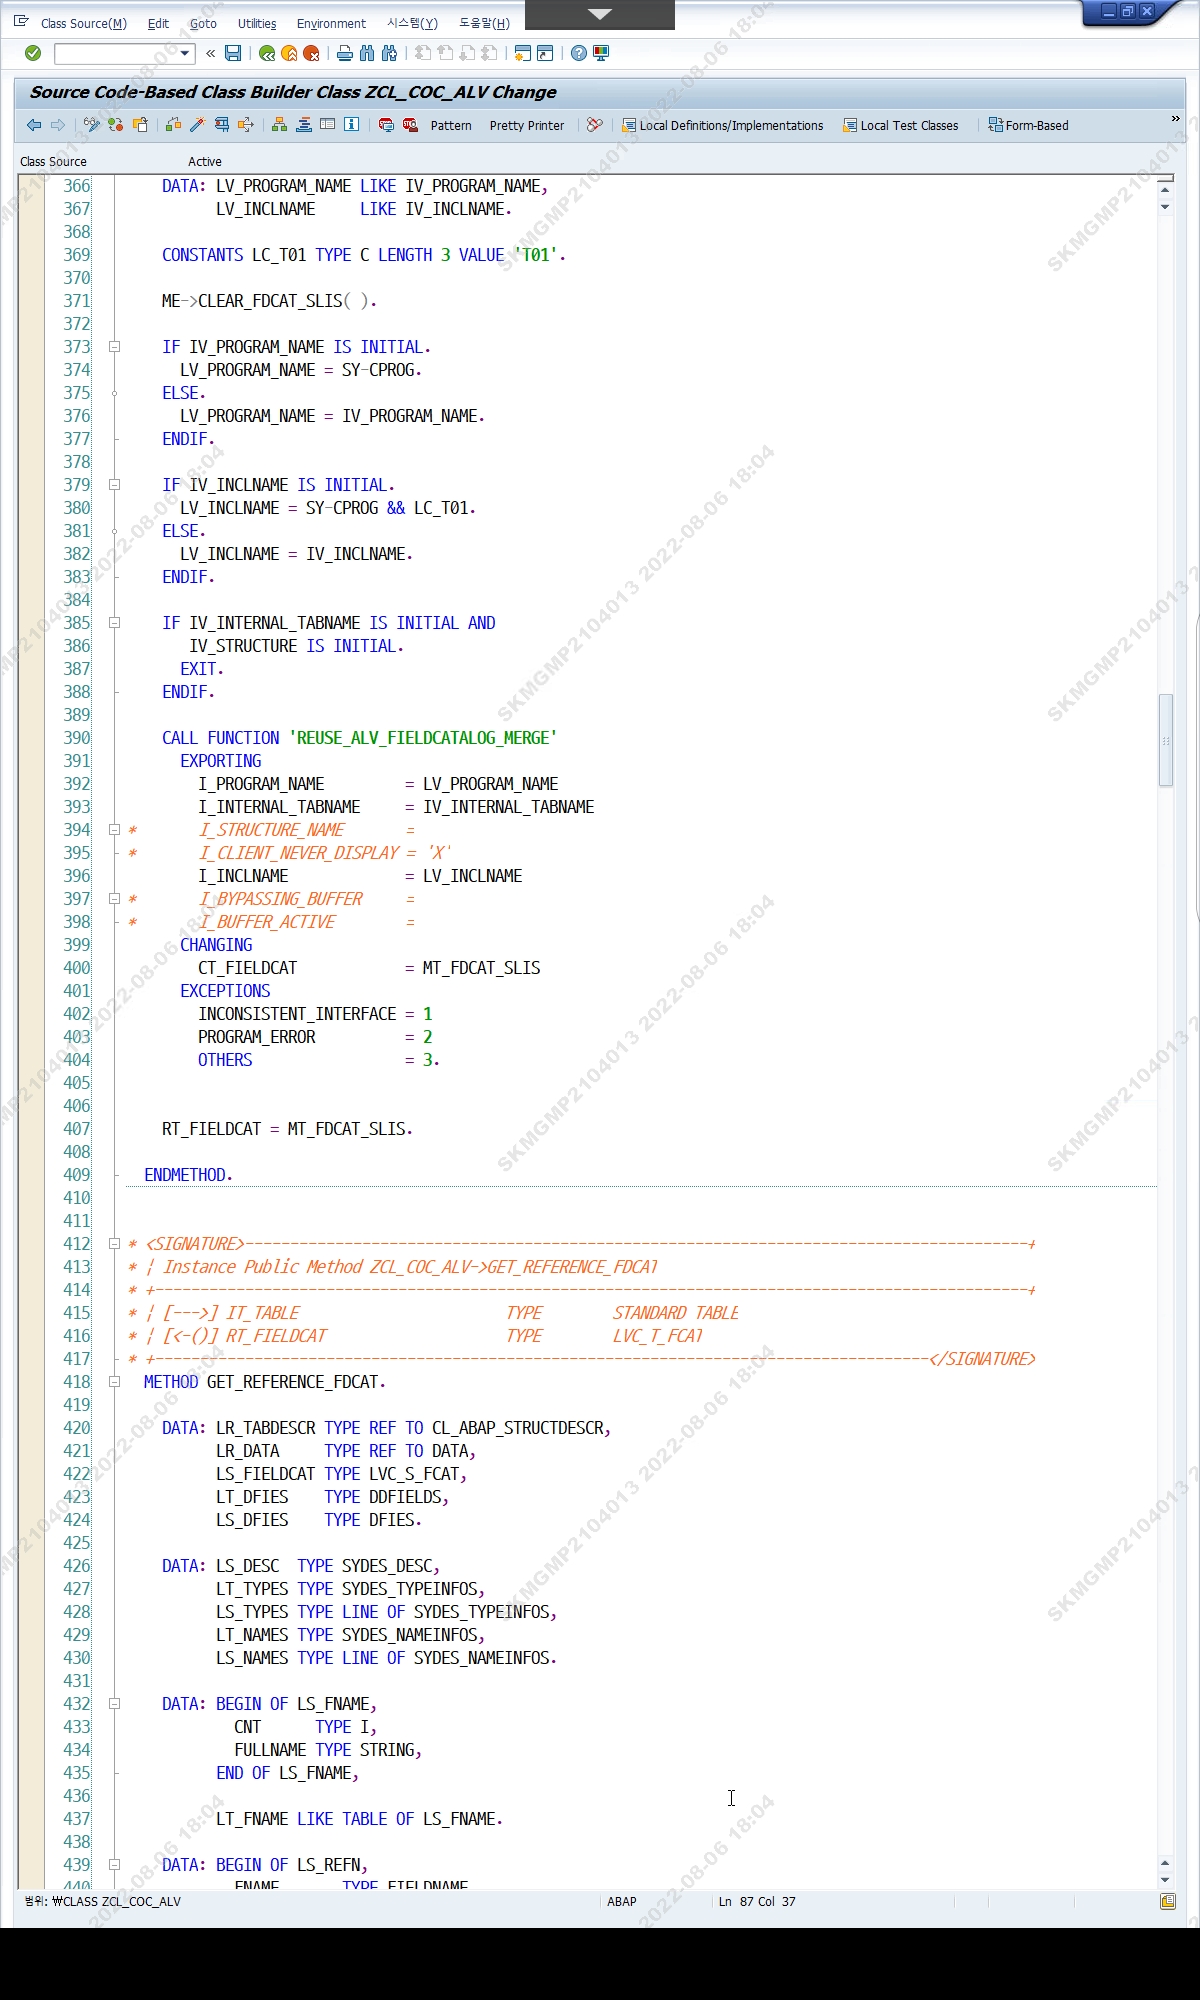 Class Source(M) Edit Goto Utilities Environment 시스템(Y) 도움말(H)
Source Code-Based Class Builder Class ZCL_COC_ALV Change
Pattern Pretty Printer Local Definitions/Implementations Local Test Classes Form-Based
Class Source Active
366 DATA: LV_PROGRAM_NAME LIKE IV_PROGRAM_NAME,
367 LV_INCLNAME LIKE IV_INCLNAME.
368
369 CONSTANTS LC_T01 TYPE C LENGTH 3 VALUE 'T01'.
370
371 ME->CLEAR_FDCAT_SLIS( ).
372
373 IF IV_PROGRAM_NAME IS INITIAL.
374 LV_PROGRAM_NAME = SY-CPROG.
375 ELSE.
376 LV_PROGRAM_NAME = IV_PROGRAM_NAME.
377 ENDIF.
378
379 IF IV_INCLNAME IS INITIAL.
380 LV_INCLNAME = SY-CPROG && LC_T01.
381 ELSE.
382 LV_INCLNAME = IV_INCLNAME.
383 ENDIF.
384
385 IF IV_INTERNAL_TABNAME IS INITIAL AND
386 IV_STRUCTURE IS INITIAL.
387 EXIT.
388 ENDIF.
389
390 CALL FUNCTION 'REUSE_ALV_FIELDCATALOG_MERGE'
391 EXPORTING
392 I_PROGRAM_NAME = LV_PROGRAM_NAME
393 I_INTERNAL_TABNAME = IV_INTERNAL_TABNAME
394 * I_STRUCTURE_NAME =
395 * I_CLIENT_NEVER_DISPLAY = 'X'
396 I_INCLNAME = LV_INCLNAME
397 * I_BYPASSING_BUFFER =
398 * I_BUFFER_ACTIVE =
399 CHANGING
400 CT_FIELDCAT = MT_FDCAT_SLIS
401 EXCEPTIONS
402 INCONSISTENT_INTERFACE = 1
403 PROGRAM_ERROR = 2
404 OTHERS = 3.
405
406
407 RT_FIELDCAT = MT_FDCAT_SLIS.
408
409 ENDMETHOD.
410
411
412 * <SIGNATURE>---------------------------------------------------------------------------------------+
413 * | Instance Public Method ZCL_COC_ALV->GET_REFERENCE_FDCAT
414 * +-------------------------------------------------------------------------------------------------+
415 * | [--->] IT_TABLE TYPE STANDARD TABLE
416 * | [<-()] RT_FIELDCAT TYPE LVC_T_FCAT
417 * +--------------------------------------------------------------------------------------</SIGNATURE>
418 METHOD GET_REFERENCE_FDCAT.
419
420 DATA: LR_TABDESCR TYPE REF TO CL_ABAP_STRUCTDESCR,
421 LR_DATA TYPE REF TO DATA,
422 LS_FIELDCAT TYPE LVC_S_FCAT,
423 LT_DFIES TYPE DDFIELDS,
424 LS_DFIES TYPE DFIES.
425
426 DATA: LS_DESC TYPE SYDES_DESC,
427 LT_TYPES TYPE SYDES_TYPEINFOS,
428 LS_TYPES TYPE LINE OF SYDES_TYPEINFOS,
429 LT_NAMES TYPE SYDES_NAMEINFOS,
430 LS_NAMES TYPE LINE OF SYDES_NAMEINFOS.
431
432 DATA: BEGIN OF LS_FNAME,
433 CNT TYPE I,
434 FULLNAME TYPE STRING,
435 END OF LS_FNAME,
436
437 LT_FNAME LIKE TABLE OF LS_FNAME.
438
439 DATA: BEGIN OF LS_REFN,
440 FNAME TYPE FIELDNAME
범위: ₩CLASS ZCL_COC_ALV ABAP Ln 87 Col 37
SKMGMP2104013 2022-08-06 18:04